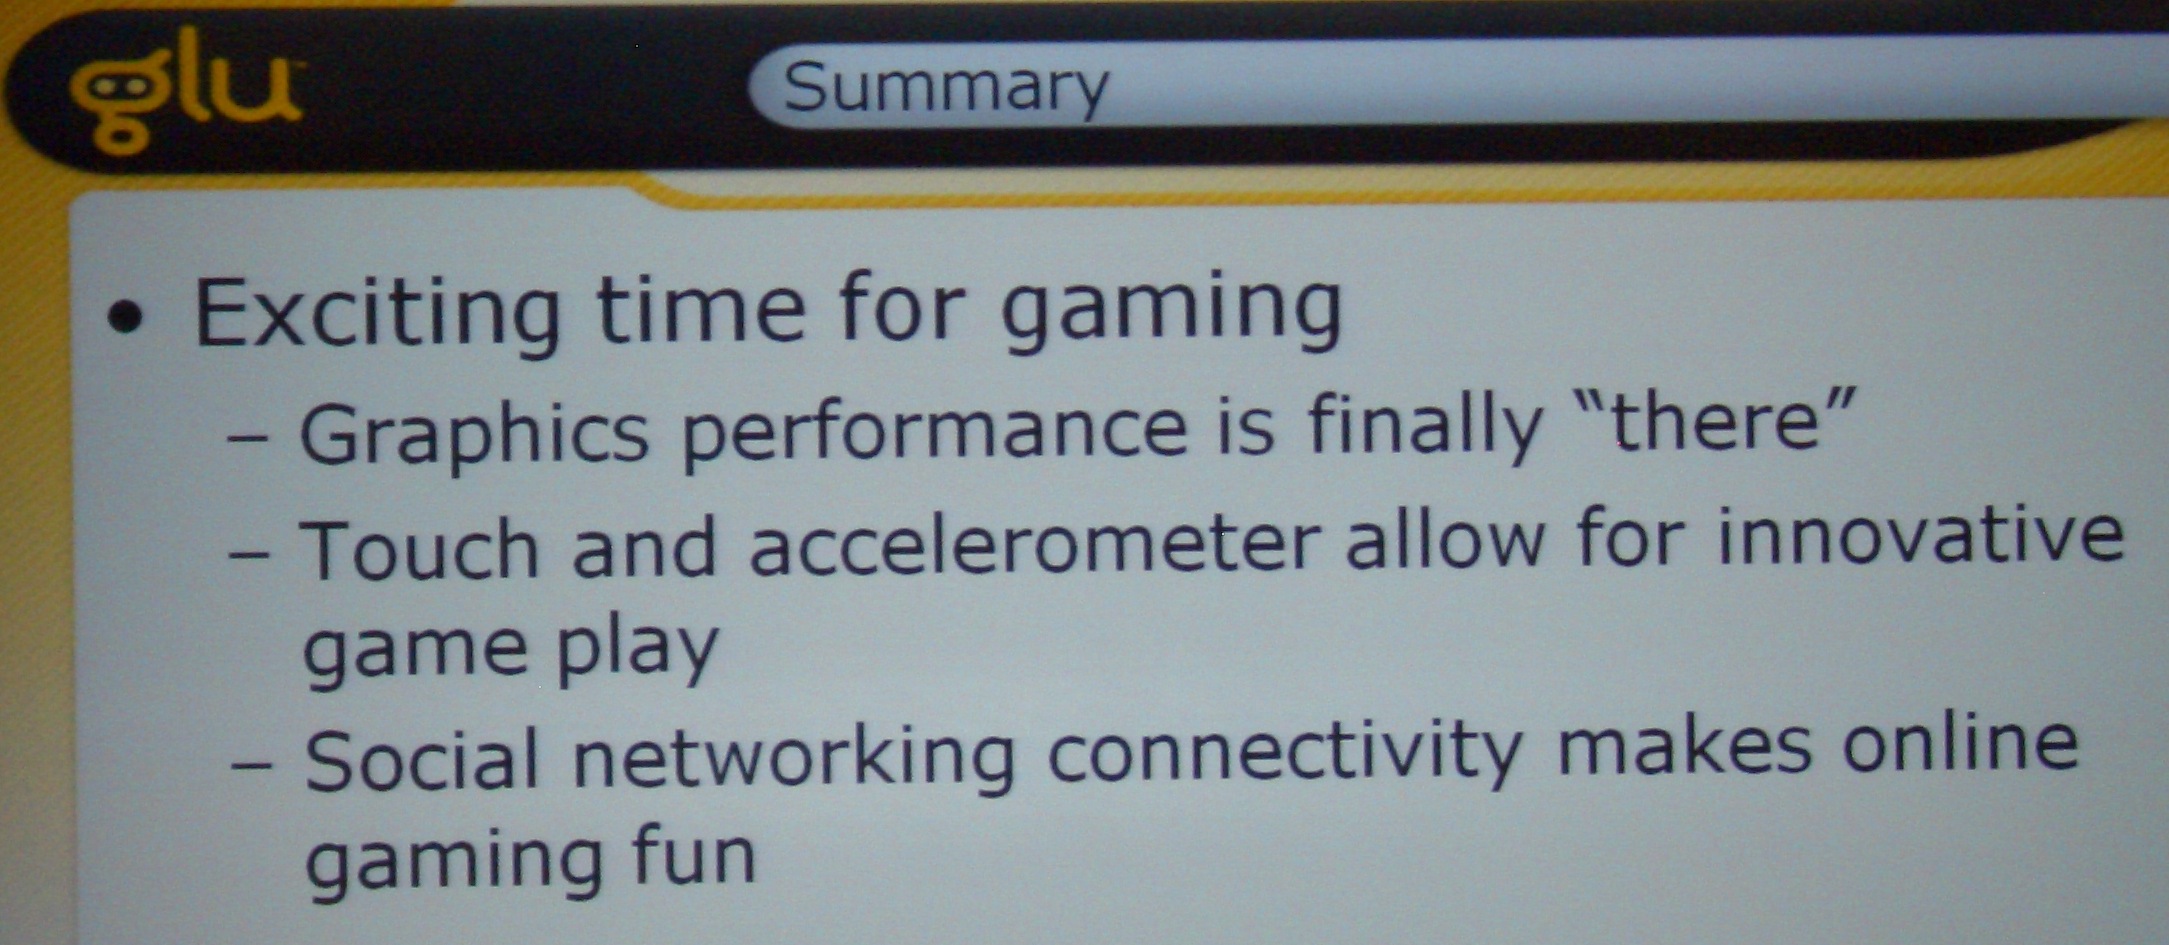 glu
Summary
• Exciting time for gaming
– Graphics performance is finally “there”
– Touch and accelerometer allow for innovative
game play
– Social networking connectivity makes online
gaming fun